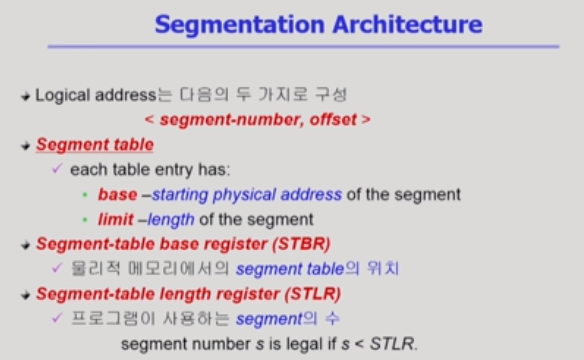 Segmentation Architecture
Logical address는 다음의 두 가지로 구성
< segment-number, offset >
Segment table
✓ each table entry has:
• base –starting physical address of the segment
• limit –length of the segment
Segment-table base register (STBR)
✓ 물리적 메모리에서의 segment table의 위치
Segment-table length register (STLR)
✓ 프로그램이 사용하는 segment의 수
segment number s is legal if s < STLR.